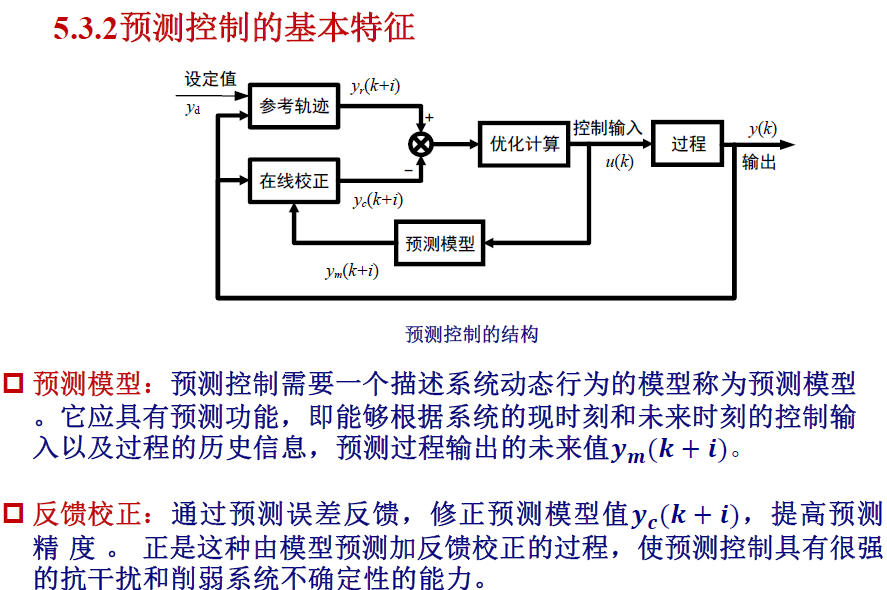 5.3.2预测控制的基本特征
设定值
yd
参考轨迹
yr(k+i)
+
在线校正
−
yc(k+i)
优化计算
控制输入
u(k)
过程
y(k)
输出
预测模型
ym(k+i)
预测控制的结构
预测模型：预测控制需要一个描述系统动态行为的模型称为预测模型
。它应具有预测功能，即能够根据系统的现时刻和未来时刻的控制输
入以及过程的历史信息，预测过程输出的未来值ym(k + i)。
反馈校正：通过预测误差反馈，修正预测模型值yc(k + i)，提高预测
精 度 。 正是这种由模型预测加反馈校正的过程，使预测控制具有很强
的抗干扰和削弱系统不确定性的能力。